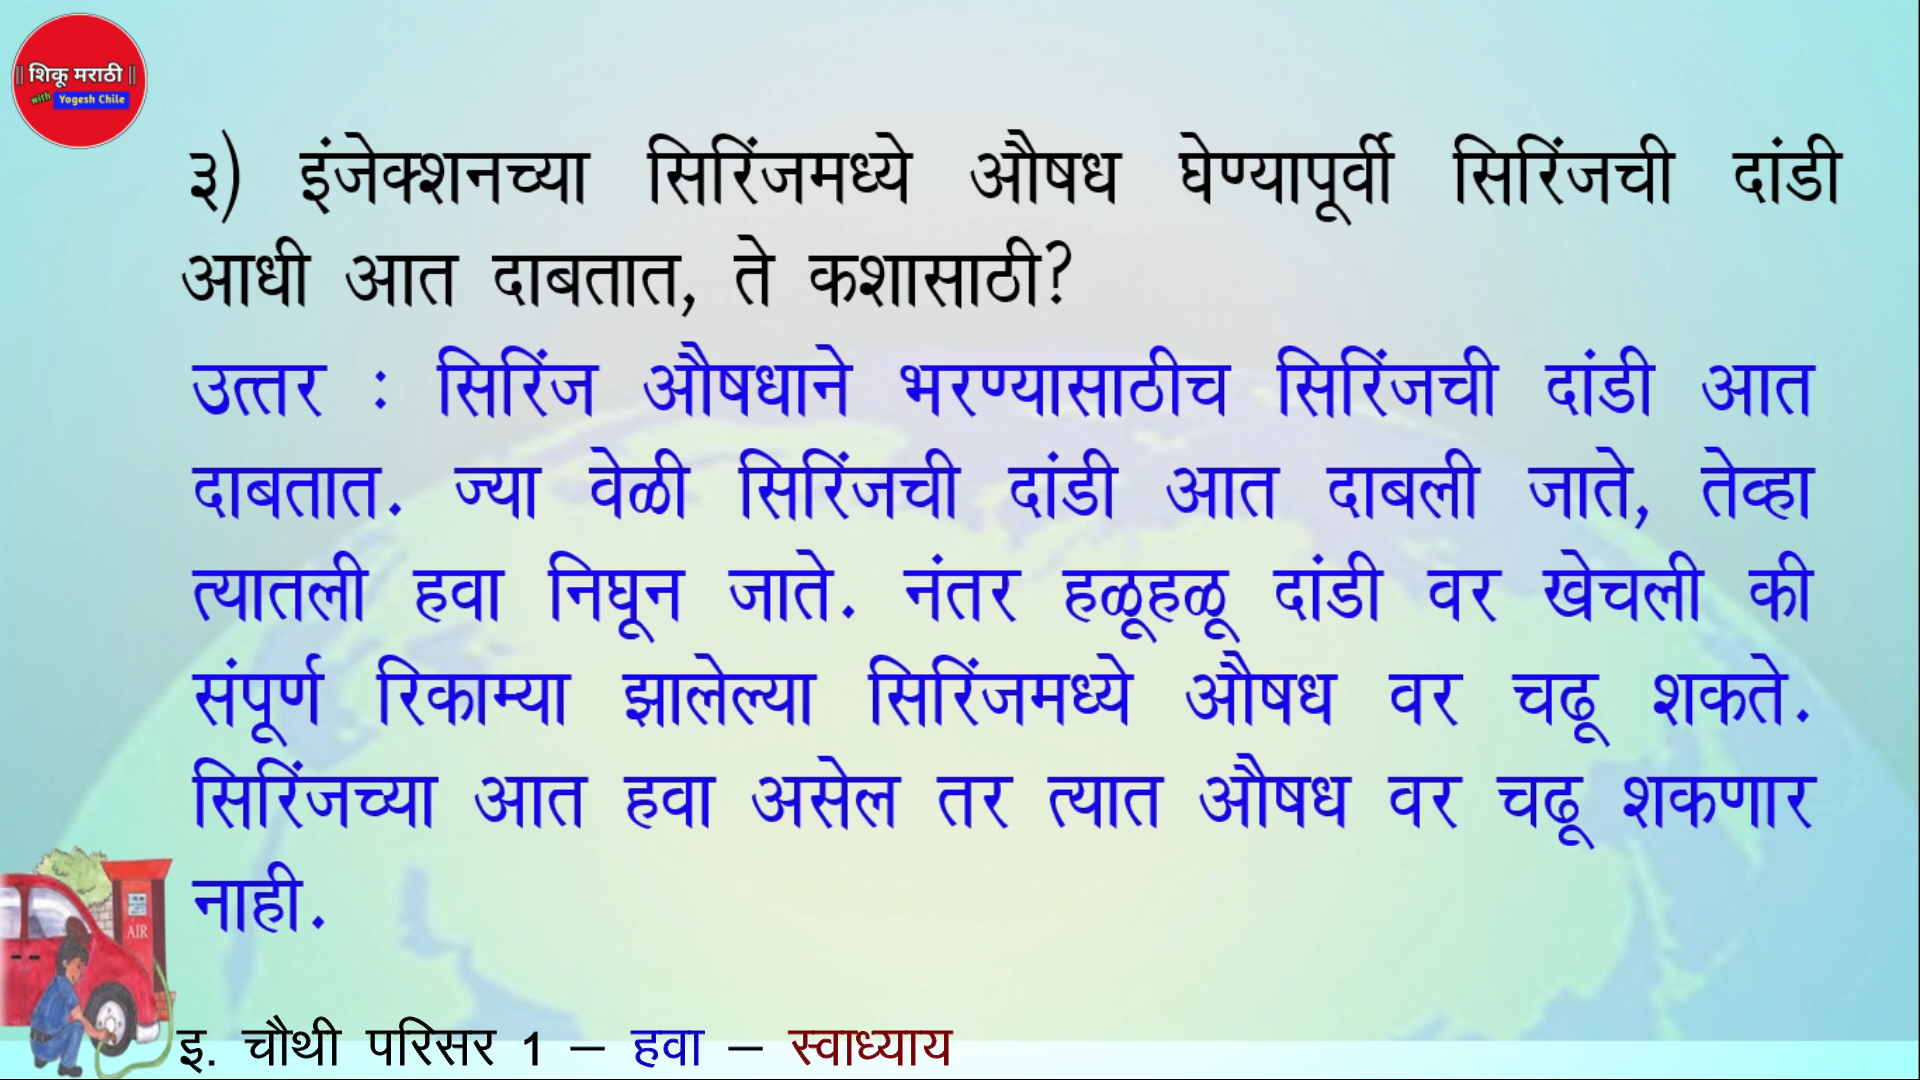 || शिकू मराठी ||
with Yogesh Chile
३) इंजेक्शनच्या सिरिंजमध्ये औषध घेण्यापूर्वी सिरिंजची दांडी
आधी आत दाबतात, ते कशासाठी?
उत्तर : सिरिंज औषधाने भरण्यासाठीच सिरिंजची दांडी आत
दाबतात. ज्या वेळी सिरिंजची दांडी आत दाबली जाते, तेव्हा
त्यातली हवा निघून जाते. नंतर हळूहळू दांडी वर खेचली की
संपूर्ण रिकाम्या झालेल्या सिरिंजमध्ये औषध वर चढू शकते.
सिरिंजच्या आत हवा असेल तर त्यात औषध वर चढू शकणार
नाही.
AIR
इ. चौथी परिसर 1 – हवा – स्वाध्याय